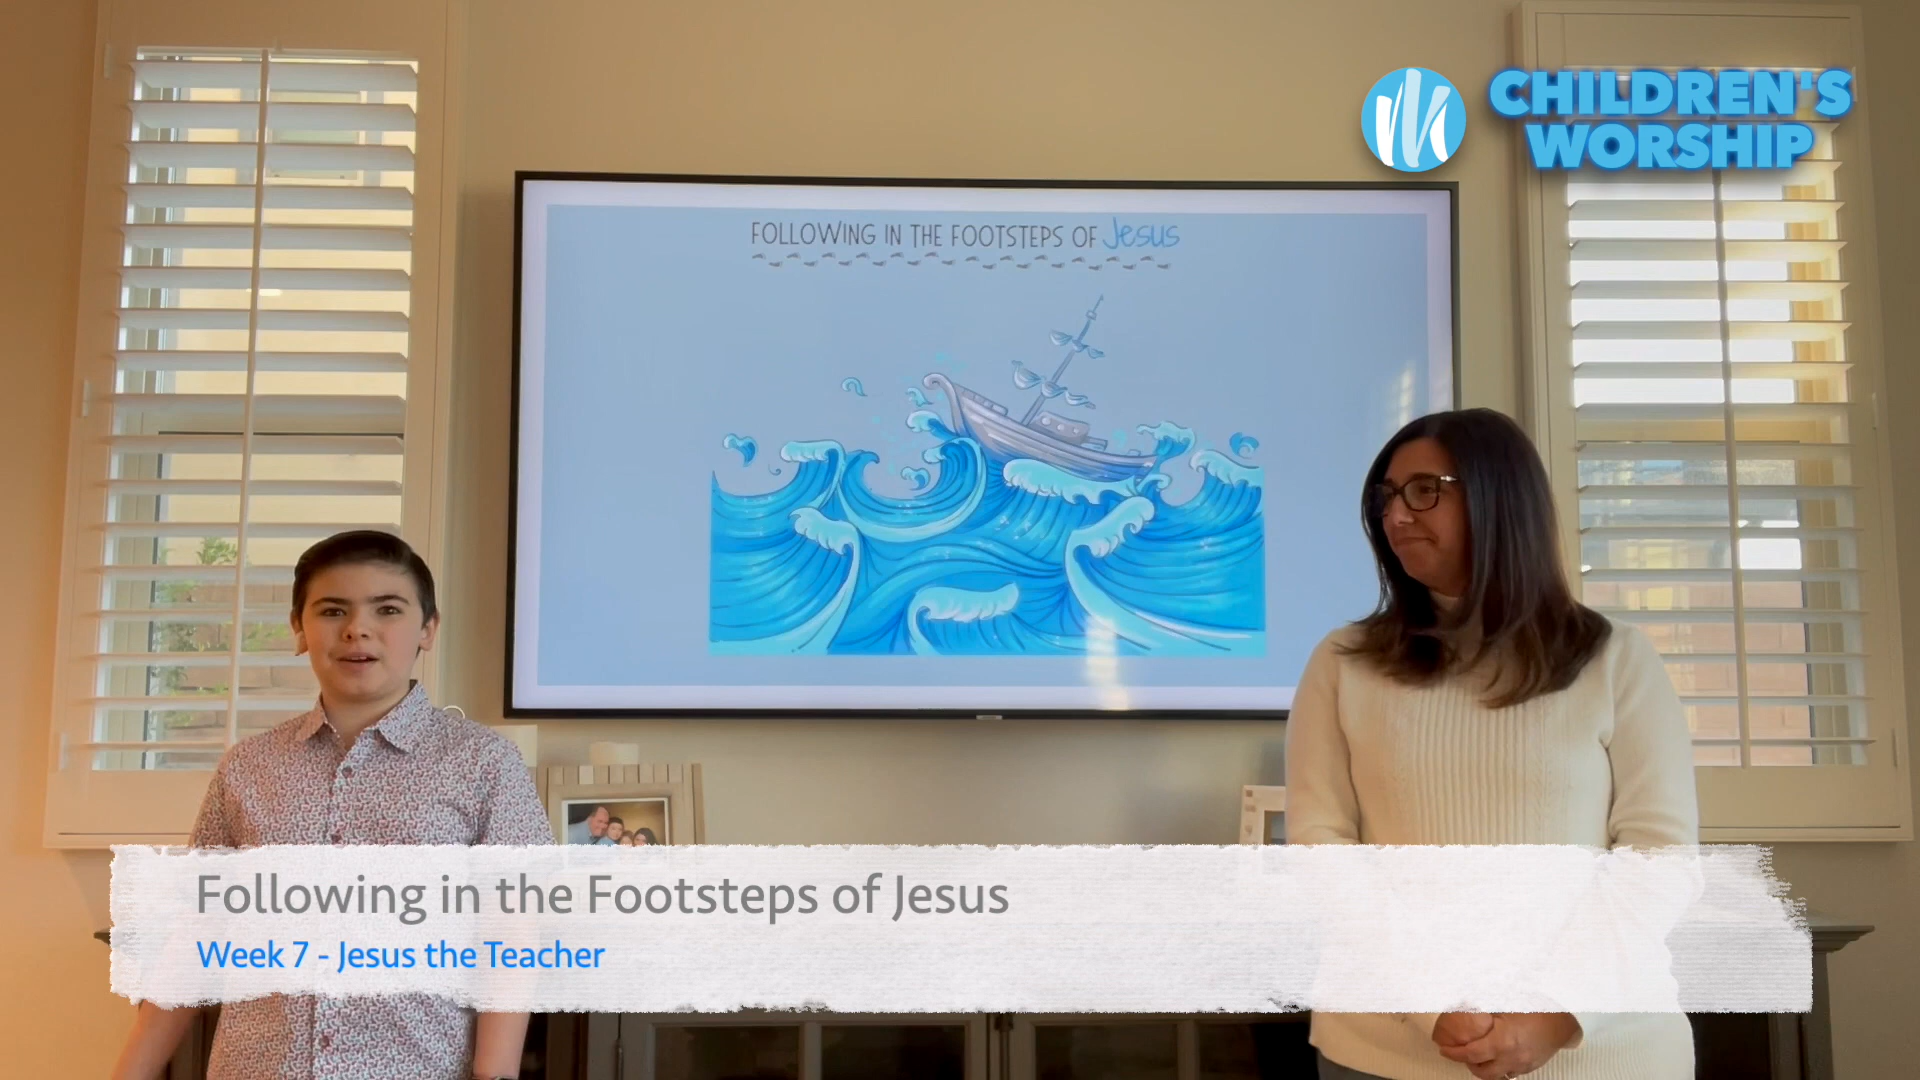 CHILDREN'S
WORSHIP
FOLLOWING IN THE FOOTSTEPS OF Jesus
Following in the Footsteps of Jesus
Week 7 - Jesus the Teacher